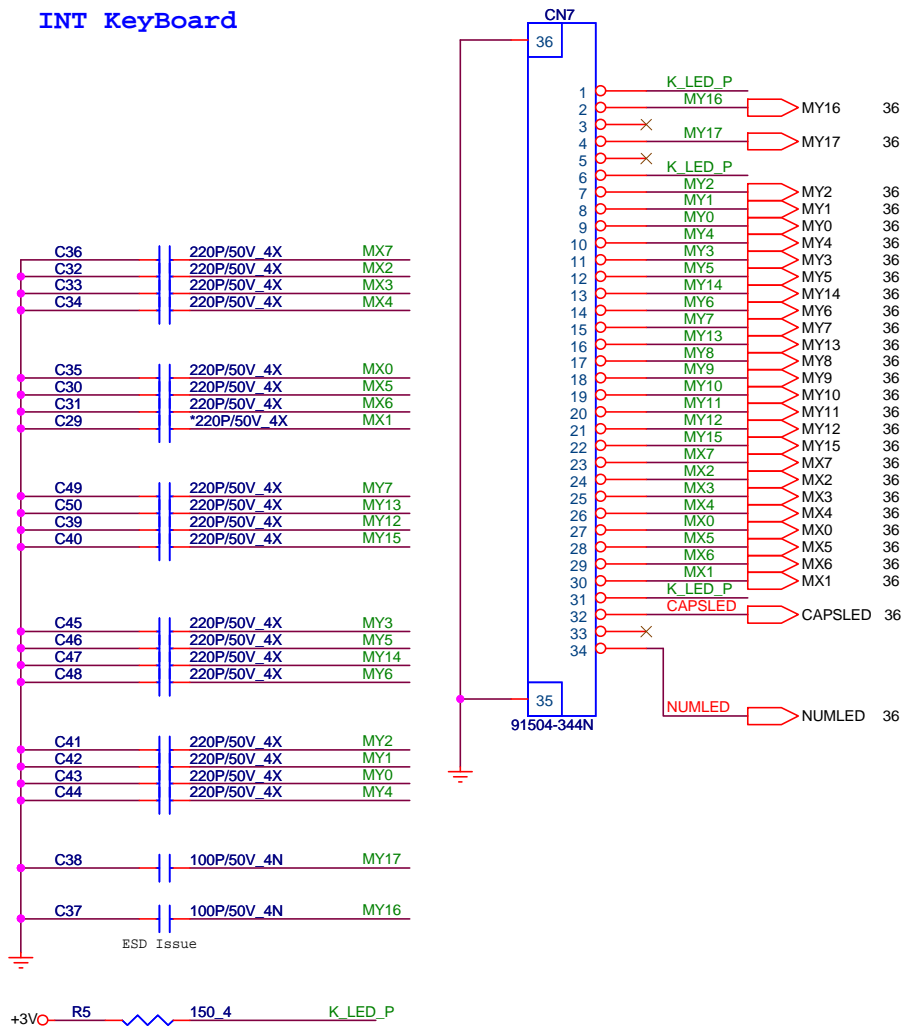 INT KeyBoard
C36 220P/50V_4X MX7
C32 220P/50V_4X MX2
C33 220P/50V_4X MX3
C34 220P/50V_4X MX4
C35 220P/50V_4X MX0
C30 220P/50V_4X MX5
C31 220P/50V_4X MX6
C29 *220P/50V_4X MX1
C49 220P/50V_4X MY7
C50 220P/50V_4X MY13
C39 220P/50V_4X MY12
C40 220P/50V_4X MY15
C45 220P/50V_4X MY3
C46 220P/50V_4X MY5
C47 220P/50V_4X MY14
C48 220P/50V_4X MY6
C41 220P/50V_4X MY2
C42 220P/50V_4X MY1
C43 220P/50V_4X MY0
C44 220P/50V_4X MY4
C38 100P/50V_4N MY17
C37 100P/50V_4N MY16
ESD Issue
+3V R5 150_4 K_LED_P
CN7
36
1 K_LED_P
2 MY16 MY16 36
3
4 MY17 MY17 36
5
6 K_LED_P
7 MY2 MY2 36
8 MY1 MY1 36
9 MY0 MY0 36
10 MY4 MY4 36
11 MY3 MY3 36
12 MY5 MY5 36
13 MY14 MY14 36
14 MY6 MY6 36
15 MY7 MY7 36
16 MY13 MY13 36
17 MY8 MY8 36
18 MY9 MY9 36
19 MY10 MY10 36
20 MY11 MY11 36
21 MY12 MY12 36
22 MY15 MY15 36
23 MX7 MX7 36
24 MX2 MX2 36
25 MX3 MX3 36
26 MX4 MX4 36
27 MX0 MX0 36
28 MX5 MX5 36
29 MX6 MX6 36
30 MX1 MX1 36
31 K_LED_P
32 CAPSLED CAPSLED 36
33
34
35 NUMLED NUMLED 36
91504-344N